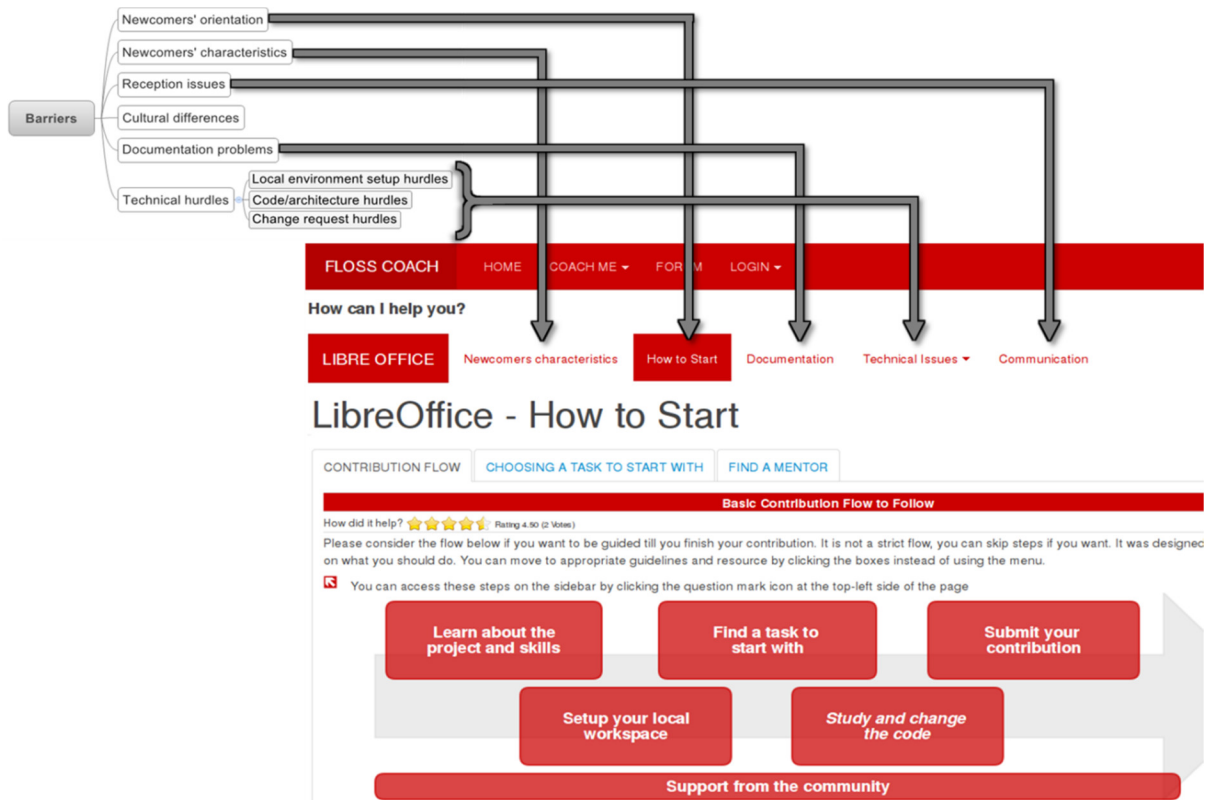 Newcomers' orientation
Newcomers' characteristics
Reception issues
Barriers
Cultural differences
Documentation problems
Local environment setup hurdles
Technical hurdles
Code/architecture hurdles
Change request hurdles
FLOSS COACH HOME COACH ME LOGIN
How can I help you?
LIBRE OFFICE Newcomers characteristics How to Start Documentation Technical Issues Communication
LibreOffice - How to Start
CONTRIBUTION FLOW CHOOSING A TASK TO START WITH FIND A MENTOR
Basic Contribution Flow to Follow
How did it help? Rating 4.50 (2 Votes)
Please consider the flow below if you want to be guided till you finish your contribution. It is not a strict flow, you can skip steps if you want. It was designed
on what you should do. You can move to appropriate guidelines and resource by clicking the boxes instead of using the menu.
You can access these steps on the sidebar by clicking the question mark icon at the top-left side of the page
Learn about the
project and skills
Find a task to
start with
Submit your
contribution
Setup your local
workspace
Study and change
the code
Support from the community